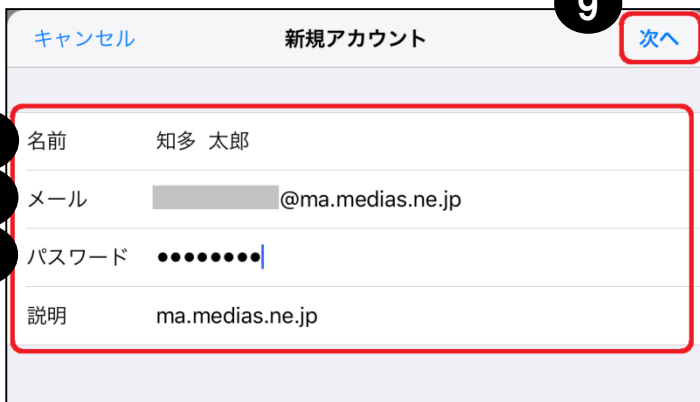 9
キャンセル 新規アカウント 次へ
名前 知多 太郎
メール @ma.medias.ne.jp
パスワード ●●●●●●●●
説明 ma.medias.ne.jp